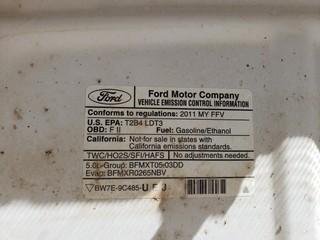 Ford
Ford Motor Company
VEHICLE EMISSION CONTROL INFORMATION
Conforms to regulations: 2011 MY FFV
U.S. EPA: T2B4 LDT3
OBD: F II Fuel: Gasoline/Ethanol
California: Not for sale in states with
California emissions standards.
TWC/HO2S/SFI/HAFS No adjustments needed.
5.0L-Group: BFMXT05.03DD
Evap: BFMXR0265NBV
BW7E-9C485-U F J